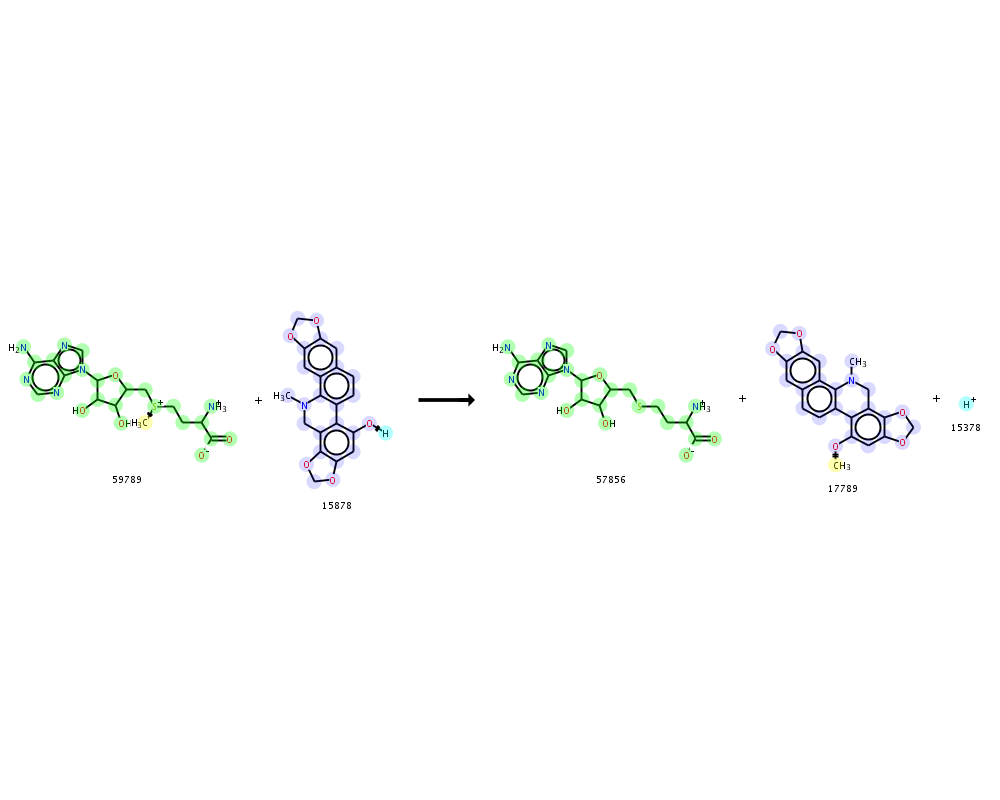 H2N N N N N N O HO OH H3C S+ NH3+ O O-
59789
+
O O H3C N O H O O
15878
H2N N N N N N O HO OH S NH3+ O O-
57856
+
O O CH3 N O O O CH3
17789
+
H+
15378